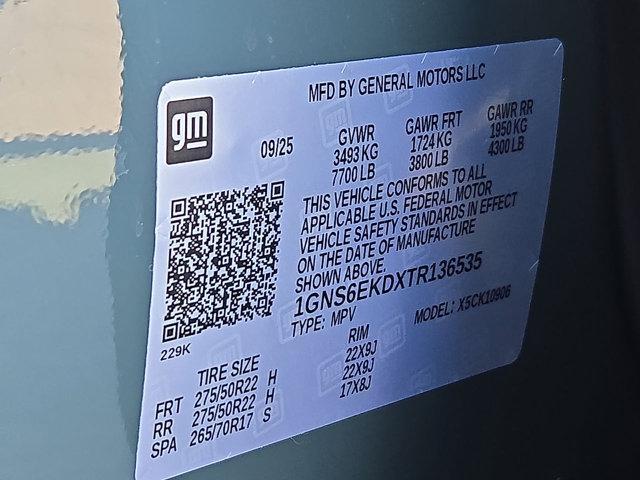 MFD BY GENERAL MOTORS LLC
gm
09/25
GVWR
3493 KG
7700 LB
GAWR FRT
1724 KG
3800 LB
GAWR RR
1950 KG
4300 LB
THIS VEHICLE CONFORMS TO ALL
APPLICABLE U.S. FEDERAL MOTOR
VEHICLE SAFETY STANDARDS IN EFFECT
ON THE DATE OF MANUFACTURE
SHOWN ABOVE.
1GNS6EKDXTR136535
TYPE: MPV MODEL: X5CK10906
229K
TIRE SIZE RIM
FRT 275/50R22 H 22X9J
RR 275/50R22 H 22X9J
SPA 265/70R17 S 17X8J